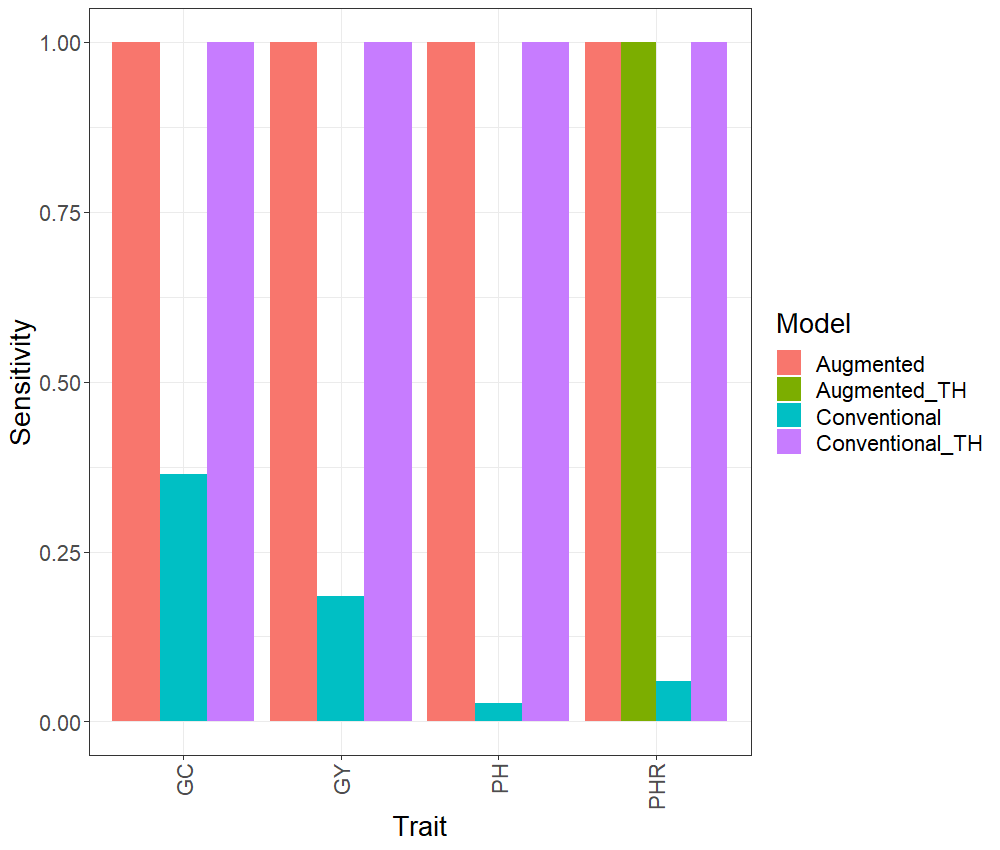 Sensitivity
1.00
0.75
0.50
0.25
0.00
GC
GY
PH
PHR
Trait
Model
Augmented
Augmented_TH
Conventional
Conventional_TH